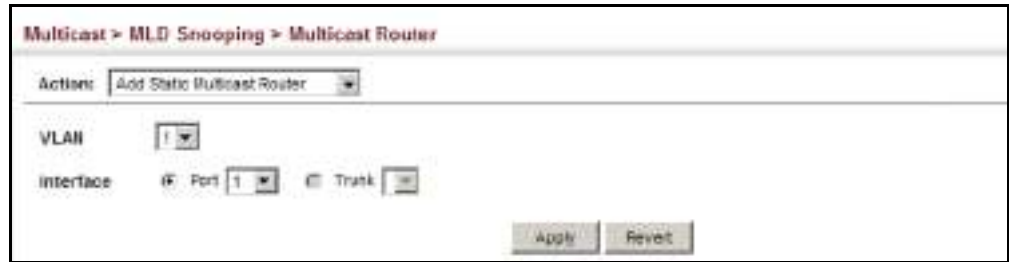 Multicast > MLD Snooping > Multicast Router
Action: Add Static Multicast Router
VLAN 1
Interface Port 1 Trunk
Apply Revert